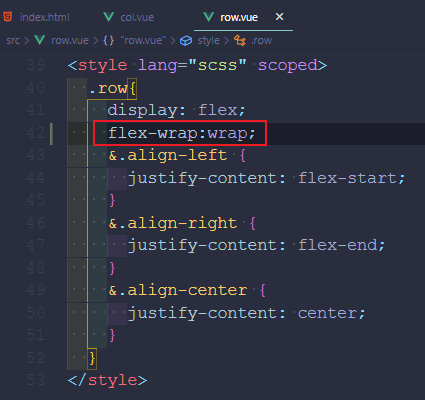 index.html col.vue row.vue ×
src > row.vue > "row.vue" > style > .row
39 <style lang="scss" scoped>
40 .row{
41 display: flex;
42 flex-wrap:wrap;
43 &.align-left {
44 justify-content: flex-start;
45 }
46 &.align-right {
47 justify-content: flex-end;
48 }
49 &.align-center {
50 justify-content: center;
51 }
52 }
53 </style>